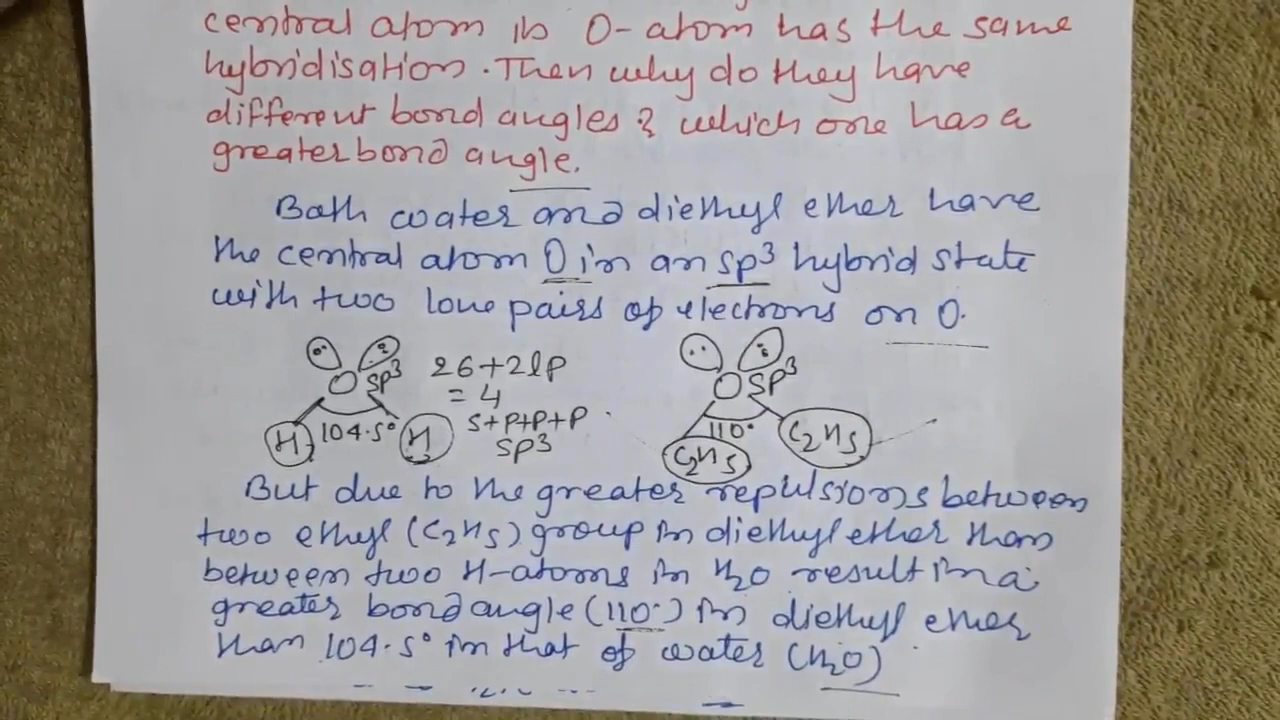 central atom is O-atom has the same
hybridisation. Then why do they have
different bond angles & which one has a
greater bond angle.
Both water and diethyl ether have
the central atom O in an sp3 hybrid state
with two lone pairs of electrons on O.
O sp3 26+2lp
= 4
H 104.5° H s+p+p+p
sp3
O sp3
110°
C2H5 C2H5
But due to the greater repulsions between
two ethyl (C2H5) group in diethyl ether than
between two H-atoms in H2O result in a
greater bond angle (110°) in diethyl ether
than 104.5° in that of water (H2O)